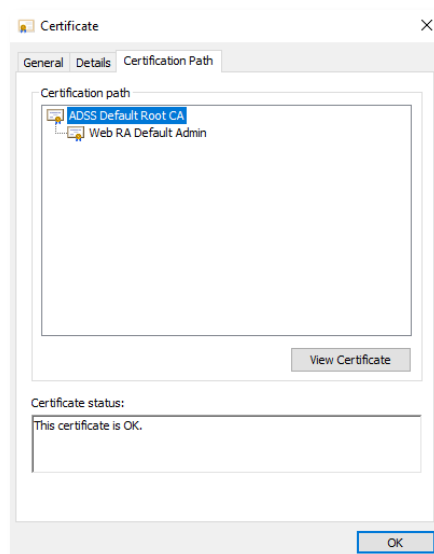 Certificate
General Details Certification Path
Certification path
ADSS Default Root CA
Web RA Default Admin
View Certificate
Certificate status:
This certificate is OK.
OK